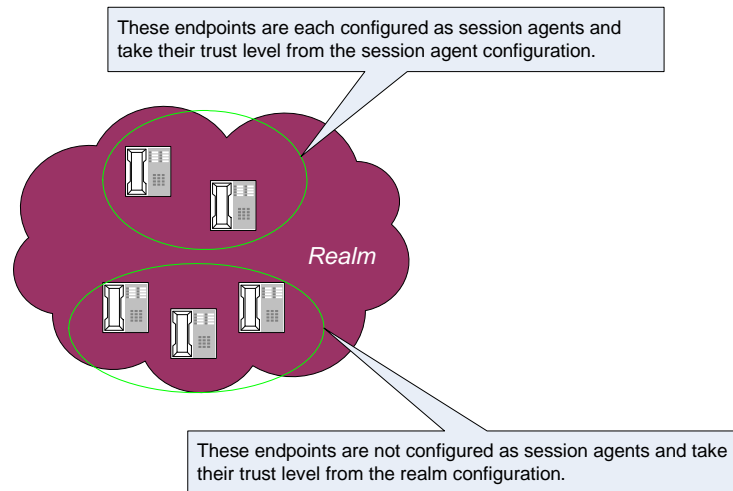 These endpoints are each configured as session agents and
take their trust level from the session agent configuration.
Realm
These endpoints are not configured as session agents and take
their trust level from the realm configuration.